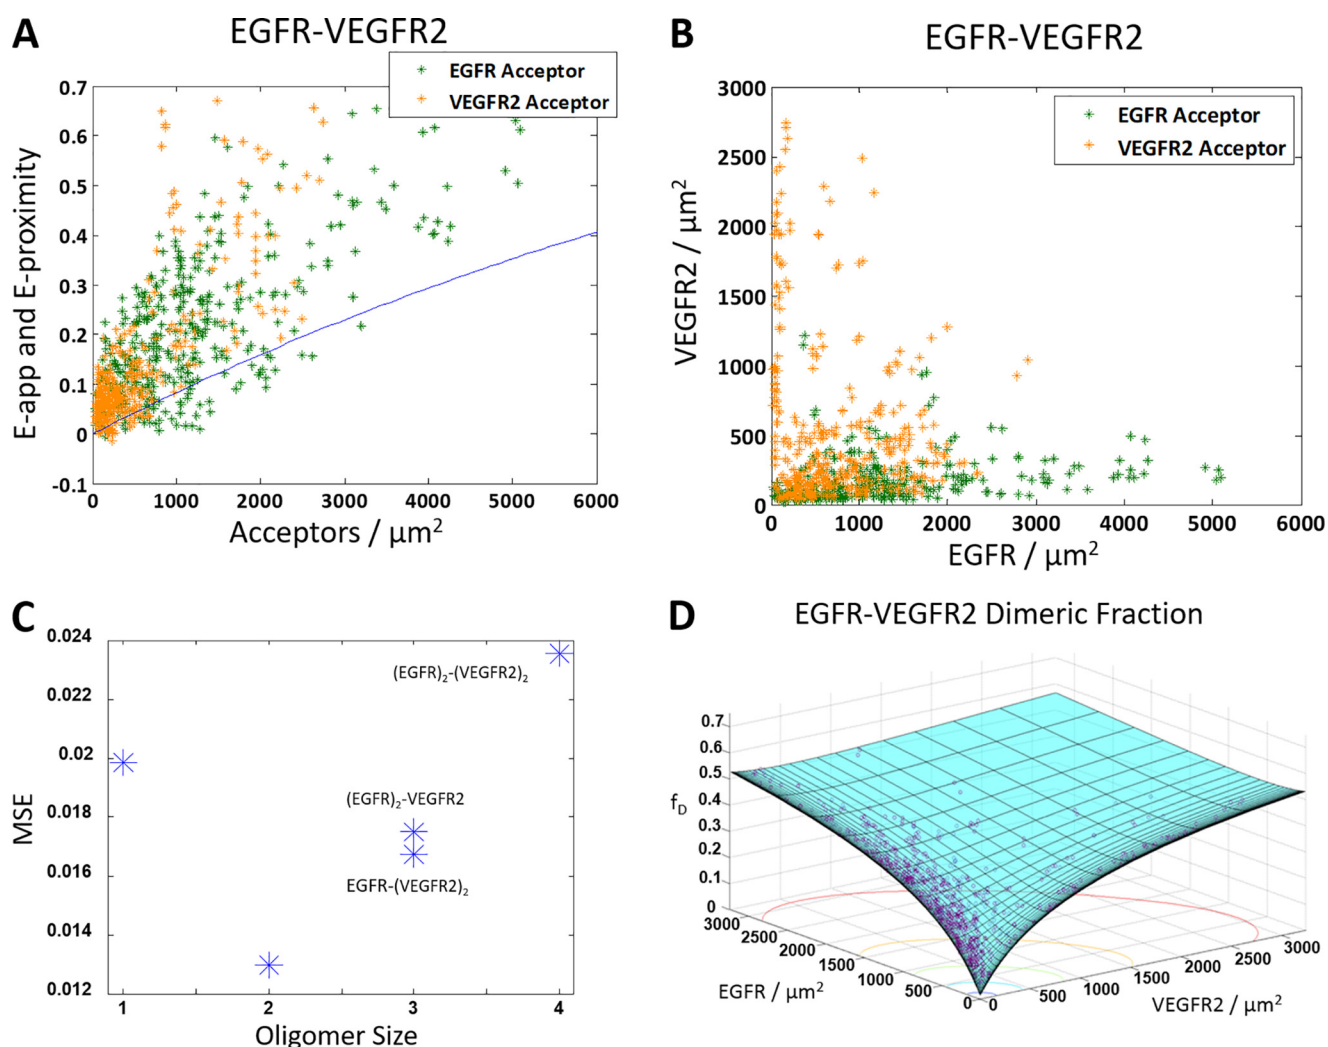 A
EGFR-VEGFR2
EGFR Acceptor
VEGFR2 Acceptor
E-app and E-proximity
0.7
0.6
0.5
0.4
0.3
0.2
0.1
0
-0.1
0 1000 2000 3000 4000 5000 6000
Acceptors / μm²
B
EGFR-VEGFR2
EGFR Acceptor
VEGFR2 Acceptor
VEGFR2 / μm²
3000
2500
2000
1500
1000
500
0
0 1000 2000 3000 4000 5000 6000
EGFR / μm²
C
MSE
0.024
0.022
0.02
0.018
0.016
0.014
0.012
(EGFR)₂-(VEGFR2)₂
(EGFR)₂-VEGFR2
EGFR-(VEGFR2)₂
1 2 3 4
Oligomer Size
D
EGFR-VEGFR2 Dimeric Fraction
f_D
0.7
0.6
0.5
0.4
0.3
0.2
0.1
0
3000 2500 2000 1500 1000 500 0
EGFR / μm²
0 500 1000 1500 2000 2500 3000
VEGFR2 / μm²